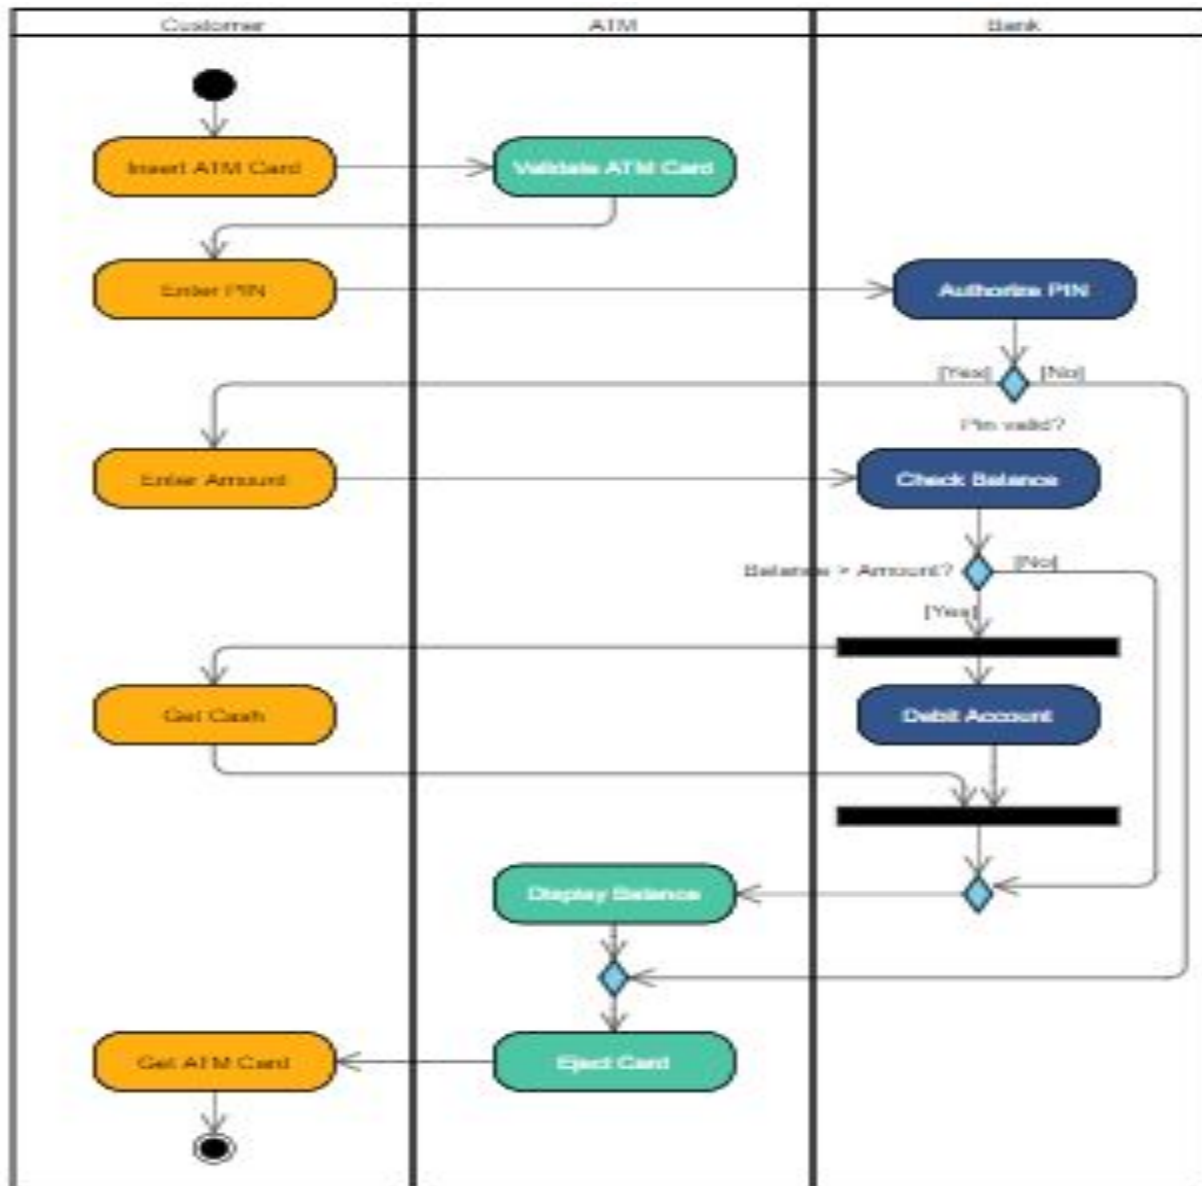 Customer
ATM
Bank
Insert ATM Card
Validate ATM Card
Enter PIN
Authorize PIN
[Yes]
[No]
Pin valid?
Enter Amount
Check Balance
Balance > Amount?
[No]
[Yes]
Get Cash
Debit Account
Display Balance
Get ATM Card
Eject Card